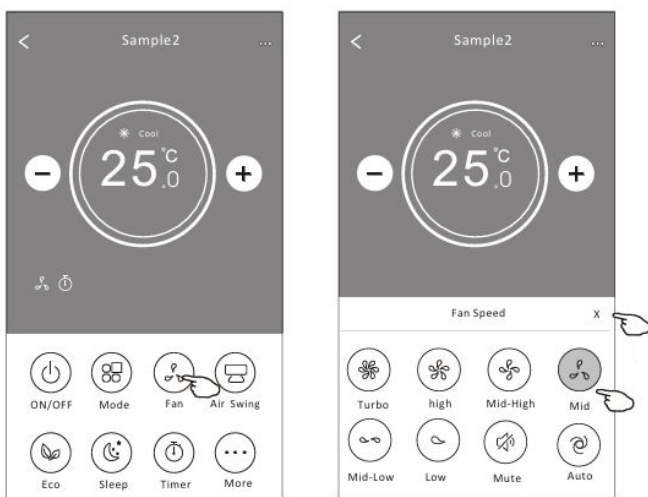 Sample2
...
Cool
25.0°C
ON/OFF Mode Fan Air Swing
Eco Sleep Timer More
Sample2
...
Cool
25.0°C
Fan Speed X
Turbo high Mid-High Mid
Mid-Low Low Mute Auto